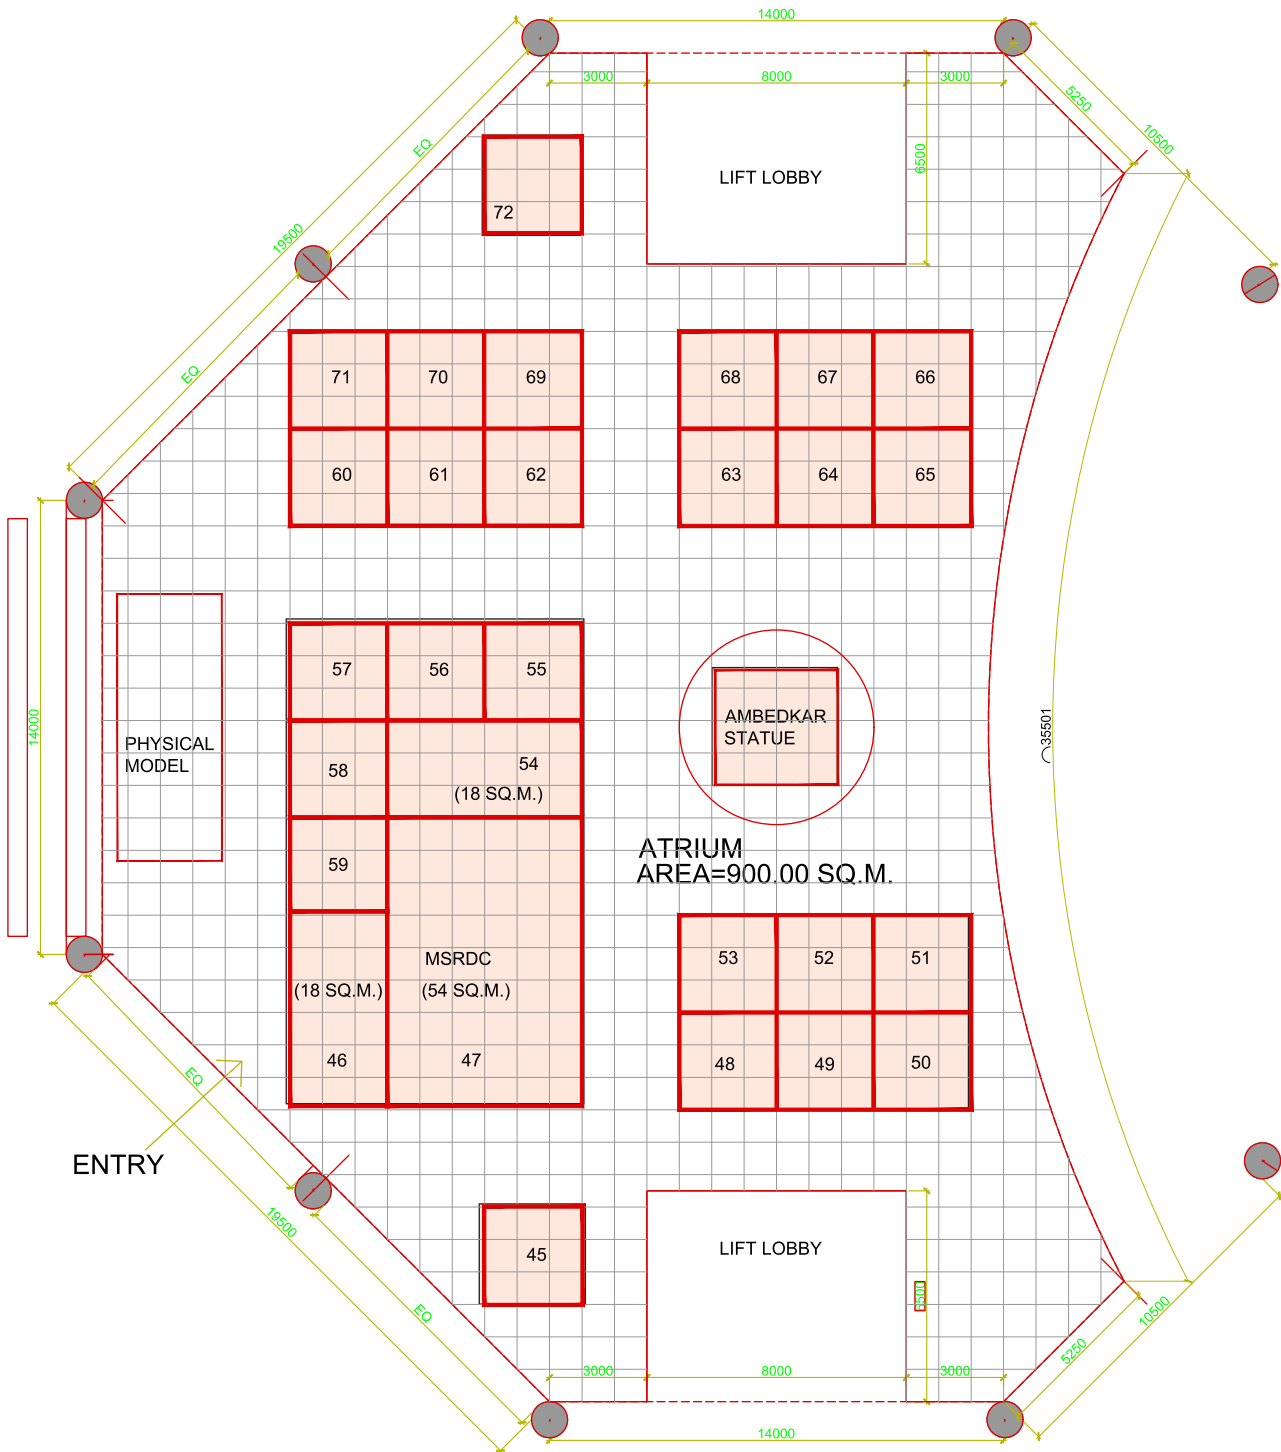 14000
3000
8000
3000
5250
10500
EQ
6500
LIFT LOBBY
72
19500
EQ
71
70
69
68
67
66
60
61
62
63
64
65
57
56
55
14000
PHYSICAL
MODEL
58
54
(18 SQ.M.)
AMBEDKAR
STATUE
35501
59
ATRIUM
AREA=900.00 SQ.M.
MSRDC
(18 SQ.M.)
(54 SQ.M.)
46
47
53
52
51
48
49
50
EQ
ENTRY
19500
45
LIFT LOBBY
6500
EQ
10500
5250
3000
8000
3000
14000